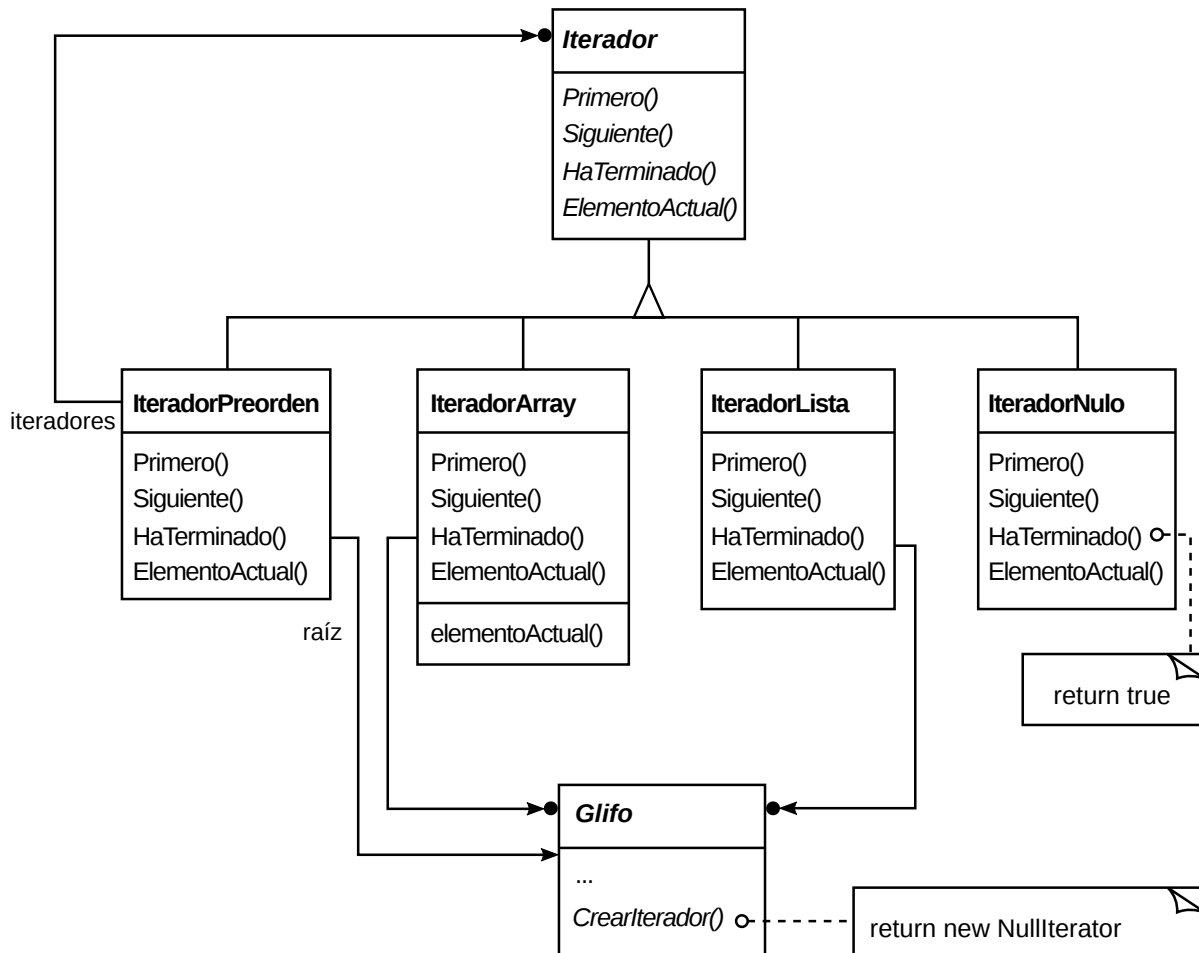 Iterador
Primero()
Siguiente()
HaTerminado()
ElementoActual()
iteradores
IteradorPreorden
Primero()
Siguiente()
HaTerminado()
ElementoActual()
raíz
IteradorArray
Primero()
Siguiente()
HaTerminado()
ElementoActual()
elementoActual()
IteradorLista
Primero()
Siguiente()
HaTerminado()
ElementoActual()
IteradorNulo
Primero()
Siguiente()
HaTerminado()
ElementoActual()
return true
Glifo
...
CrearIterador()
return new NullIterator